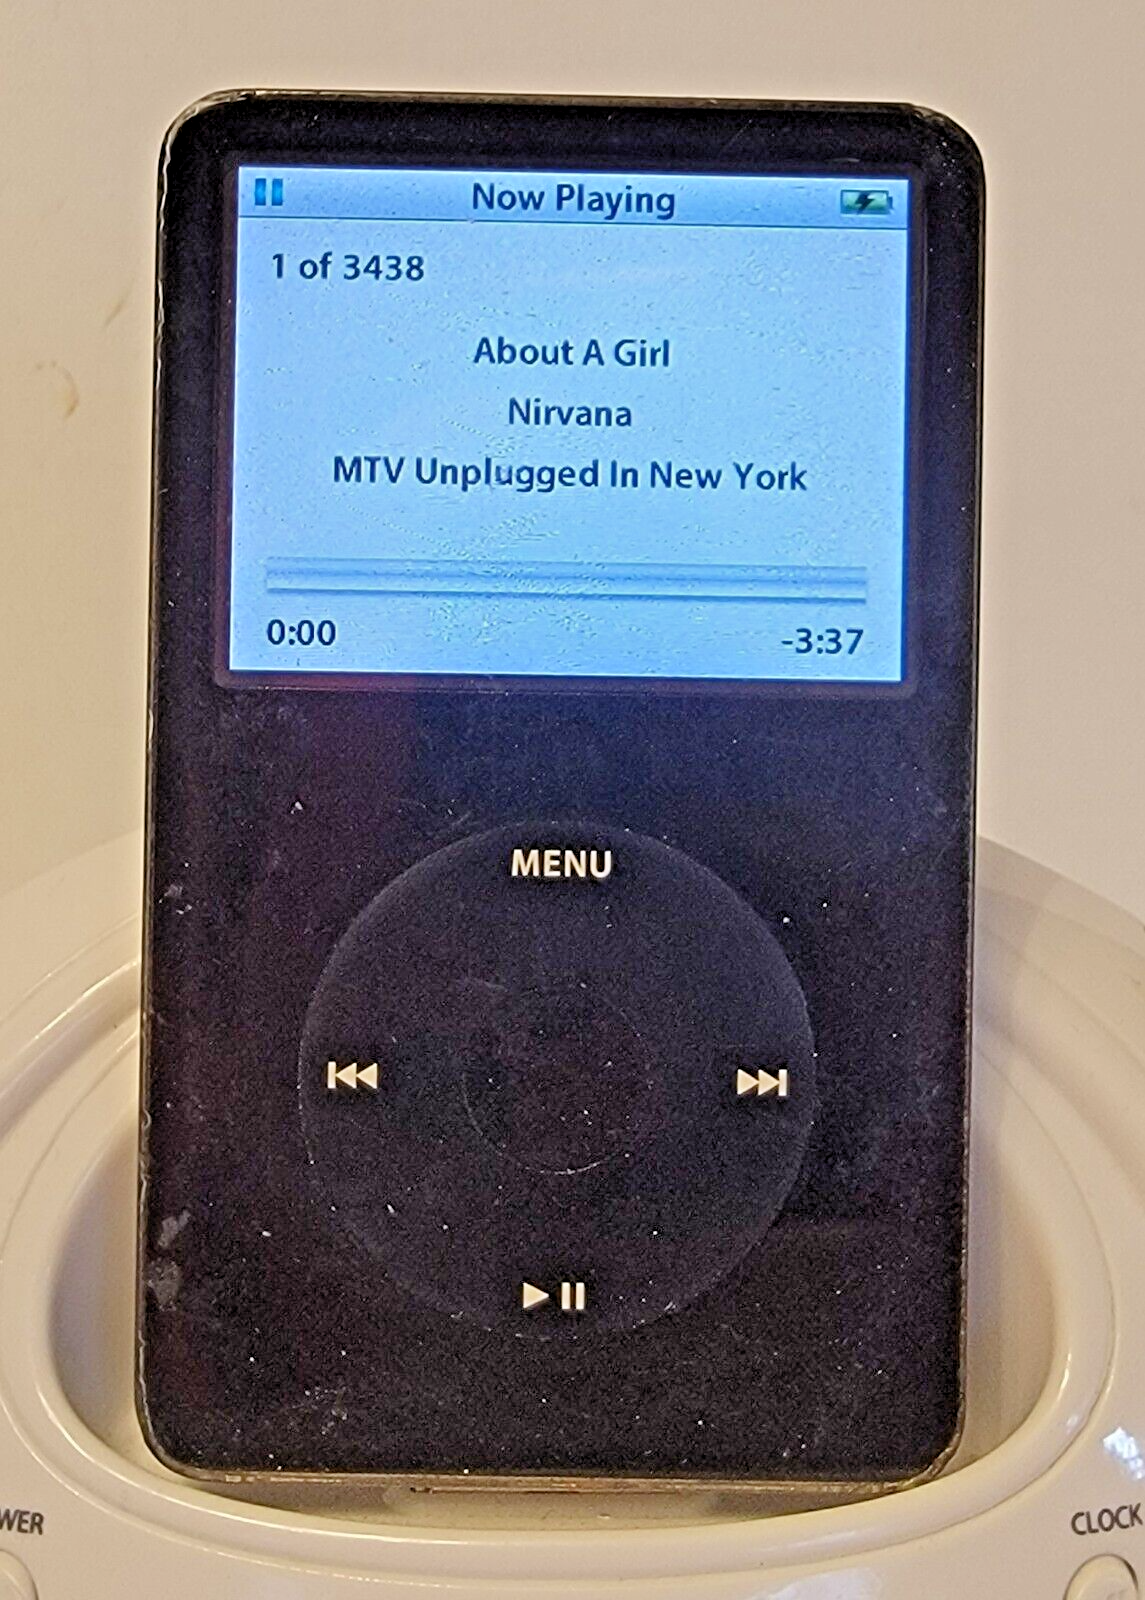 Now Playing
1 of 3438
About A Girl
Nirvana
MTV Unplugged In New York
0:00 -3:37
MENU
WER
CLOCK